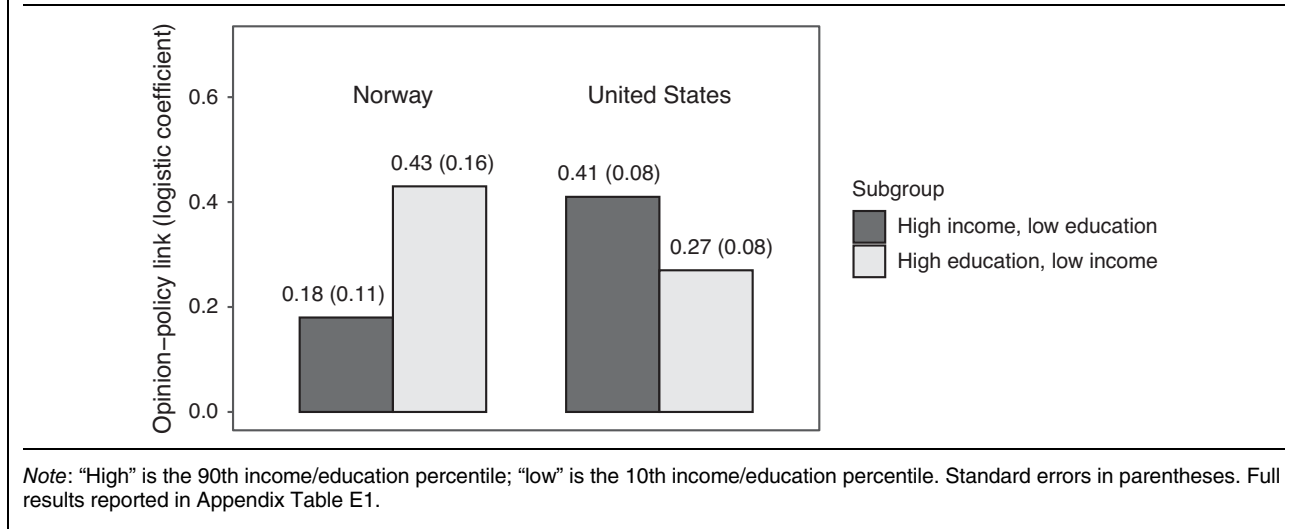 Opinion−policy link (logistic coefficient)
0.6
0.4
0.2
0.0
Norway
United States
0.43 (0.16)
0.41 (0.08)
0.27 (0.08)
0.18 (0.11)
Subgroup
High income, low education
High education, low income
Note: “High” is the 90th income/education percentile; “low” is the 10th income/education percentile. Standard errors in parentheses. Full
results reported in Appendix Table E1.